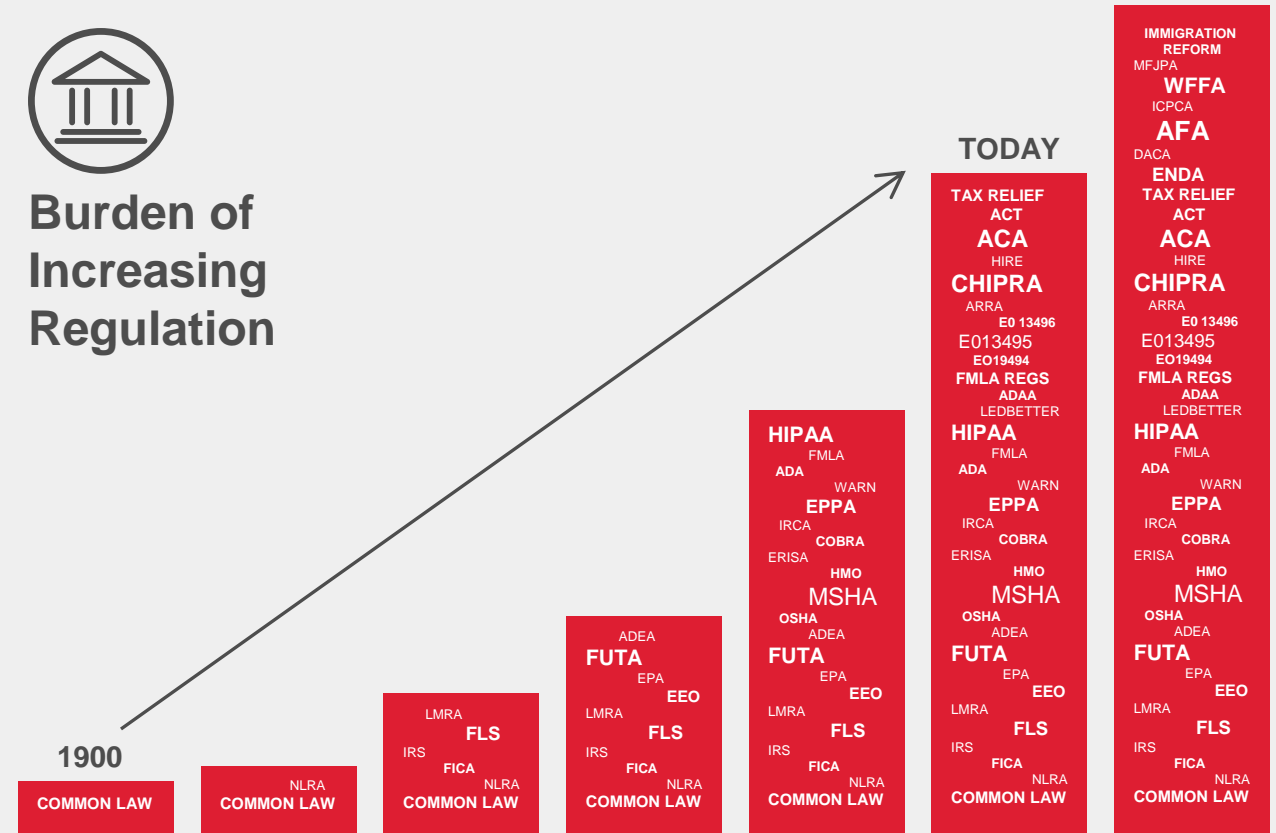 Burden of
Increasing
Regulation
1900
COMMON LAW
NLRA
COMMON LAW
LMRA
FLS
IRS
FICA
NLRA
COMMON LAW
ADEA
FUTA
EPA
EEO
LMRA
FLS
IRS
FICA
NLRA
COMMON LAW
HIPAA
FMLA
ADA
WARN
EPPA
IRCA
COBRA
ERISA
HMO
MSHA
OSHA
ADEA
FUTA
EPA
EEO
LMRA
FLS
IRS
FICA
NLRA
COMMON LAW
TODAY
TAX RELIEF
ACT
ACA
HIRE
CHIPRA
ARRA
E0 13496
E013495
EO19494
FMLA REGS
ADAA
LEDBETTER
HIPAA
FMLA
ADA
WARN
EPPA
IRCA
COBRA
ERISA
HMO
MSHA
OSHA
ADEA
FUTA
EPA
EEO
LMRA
FLS
IRS
FICA
NLRA
COMMON LAW
IMMIGRATION
REFORM
MFJPA
WFFA
ICPCA
AFA
DACA
ENDA
TAX RELIEF
ACT
ACA
HIRE
CHIPRA
ARRA
E0 13496
E013495
EO19494
FMLA REGS
ADAA
LEDBETTER
HIPAA
FMLA
ADA
WARN
EPPA
IRCA
COBRA
ERISA
HMO
MSHA
OSHA
ADEA
FUTA
EPA
EEO
LMRA
FLS
IRS
FICA
NLRA
COMMON LAW